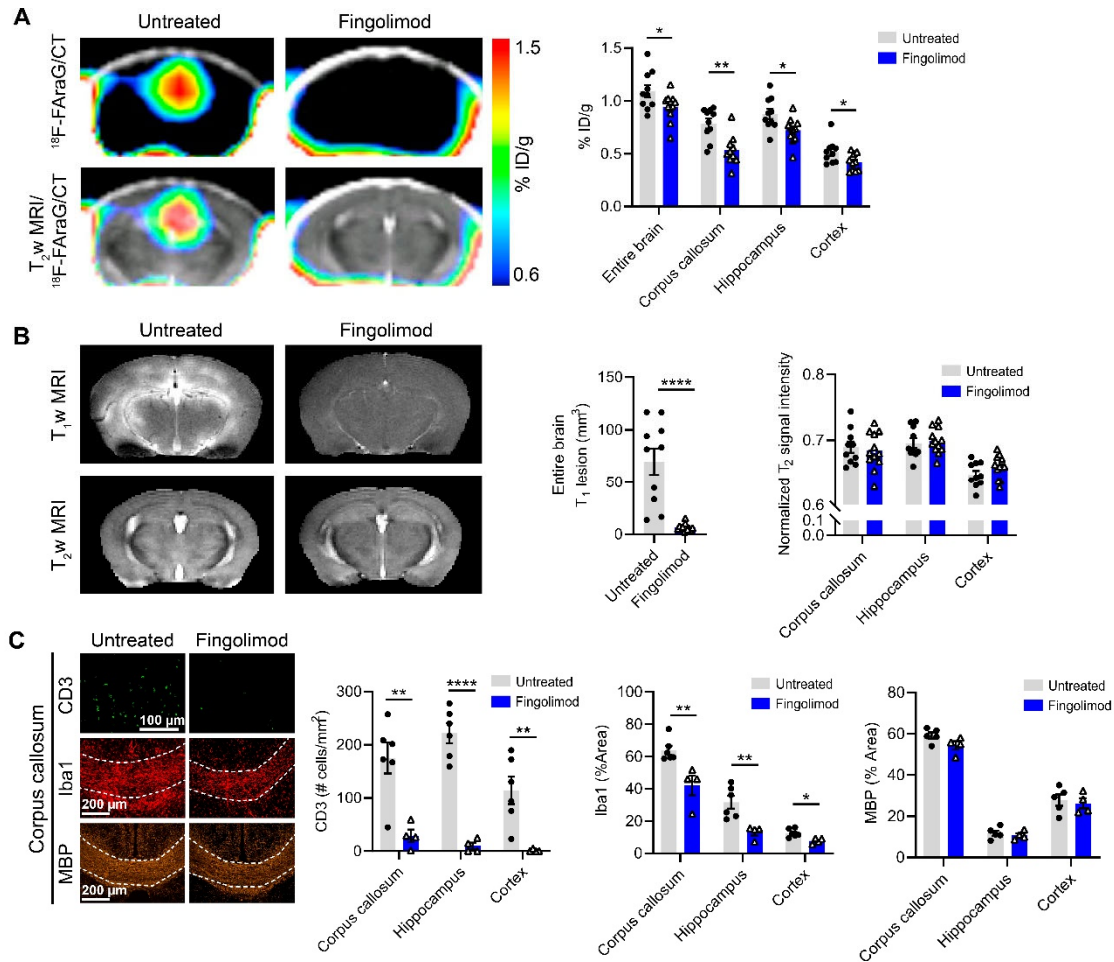 A
Untreated
Fingolimod
¹⁸F-FAraG/CT
T₂w MRI/
¹⁸F-FAraG/CT
1.5
% ID/g
0.6
% ID/g
1.5
1.0
0.5
0.0
Untreated
Fingolimod
*
**
*
*
Entire brain
Corpus callosum
Hippocampus
Cortex
B
Untreated
Fingolimod
T₁w MRI
T₂w MRI
Entire brain
T₁ lesion (mm³)
150
100
50
0
****
Untreated
Fingolimod
Normalized T₂ signal intensity
0.8
0.7
0.6
0.1
0.0
Untreated
Fingolimod
Corpus callosum
Hippocampus
Cortex
C
Untreated
Fingolimod
Corpus callosum
CD3
100 µm
Iba1
200 µm
MBP
200 µm
CD3 (# cells/mm²)
300
200
100
0
Untreated
Fingolimod
**
****
**
Corpus callosum
Hippocampus
Cortex
Iba1 (%Area)
80
60
40
20
0
Untreated
Fingolimod
**
**
*
Corpus callosum
Hippocampus
Cortex
MBP (% Area)
80
60
40
20
0
Untreated
Fingolimod
Corpus callosum
Hippocampus
Cortex